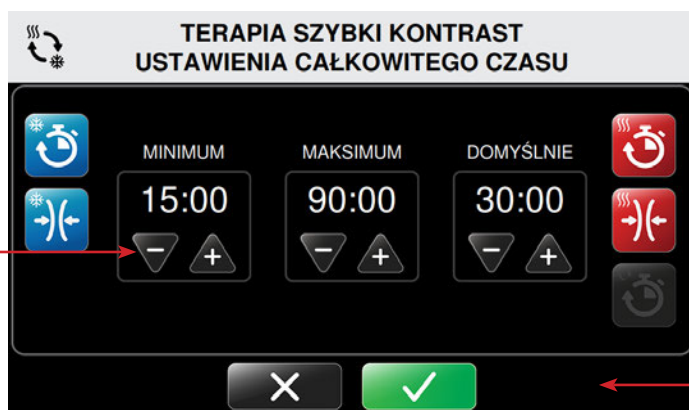 TERAPIA SZYBKI KONTRAST
USTAWIENIA CAŁKOWITEGO CZASU
MINIMUM MAKSIMUM DOMYŚLNIE
15:00 90:00 30:00